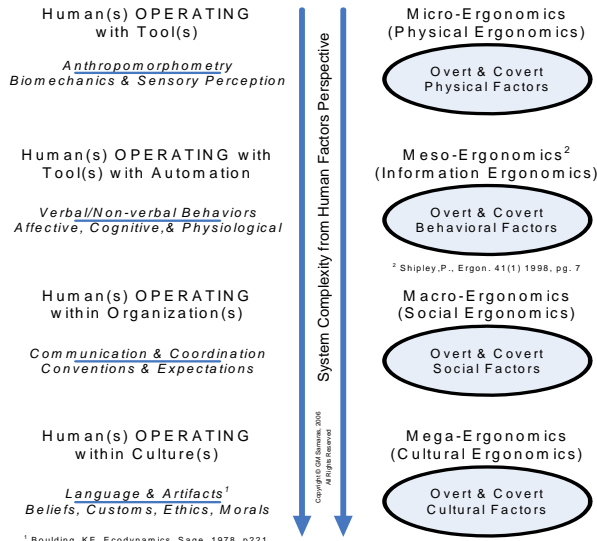 Human(s) OPERATING
with Tool(s)
Anthropomorphometry
Biomechanics & Sensory Perception
Human(s) OPERATING with
Tool(s) with Automation
Verbal/Non-verbal Behaviors
Affective, Cognitive,& Physiological
Human(s) OPERATING
within Organization(s)
Communication & Coordination
Conventions & Expectations
Human(s) OPERATING
within Culture(s)
Language & Artifacts¹
Beliefs, Customs, Ethics, Morals
¹ Boulding, KE, Ecodynamics, Sage, 1978, p221
System Complexity from Human Factors Perspective
Copyright © GM Samaras, 2006
All Rights Reserved
Micro-Ergonomics
(Physical Ergonomics)
Overt & Covert
Physical Factors
Meso-Ergonomics²
(Information Ergonomics)
Overt & Covert
Behavioral Factors
² Shipley,P., Ergon. 41(1) 1998, pg. 7
Macro-Ergonomics
(Social Ergonomics)
Overt & Covert
Social Factors
Mega-Ergonomics
(Cultural Ergonomics)
Overt & Covert
Cultural Factors